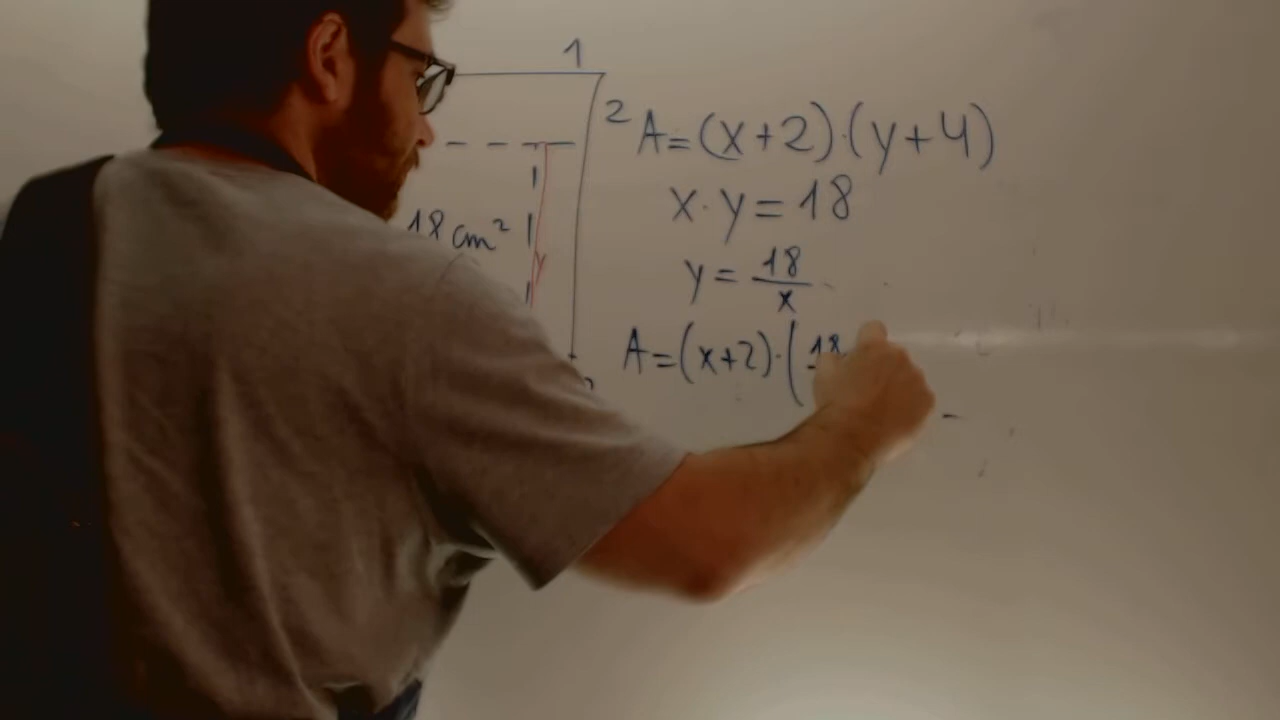 1
2
A=(x+2)·(y+4)
x·y=18
18 cm²
y
y=18/x
A=(x+2)·(18